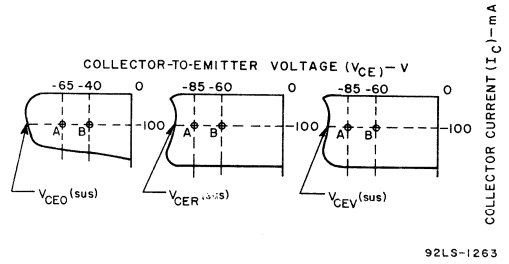 COLLECTOR-TO-EMITTER VOLTAGE (VCE)-V
-65 -40 0
-85 -60 0
-85 -60 0
A B -100
A B -100
A B -100
VCEO (sus)
VCER (sus)
VCEV (sus)
COLLECTOR CURRENT (IC)-mA
92LS-1263